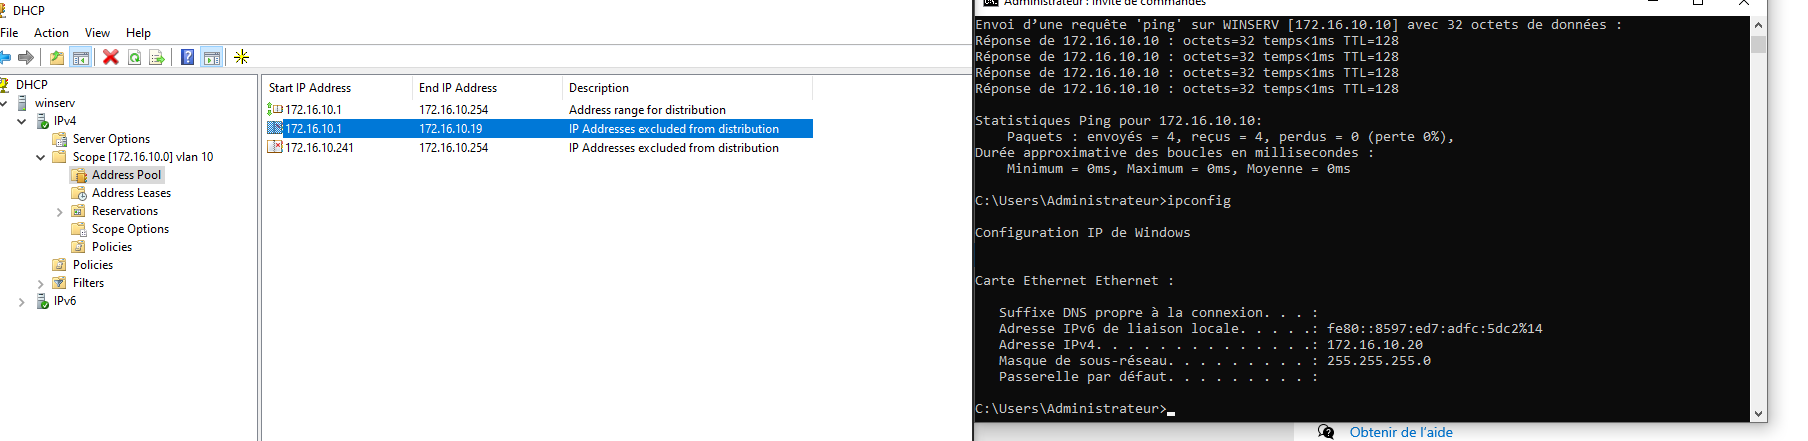 DHCP
File Action View Help
DHCP
winserv
IPv4
Server Options
Scope [172.16.10.0] vlan 10
Address Pool
Address Leases
Reservations
Scope Options
Policies
Policies
Filters
IPv6
Start IP Address End IP Address Description
172.16.10.1 172.16.10.254 Address range for distribution
172.16.10.1 172.16.10.19 IP Addresses excluded from distribution
172.16.10.241 172.16.10.254 IP Addresses excluded from distribution
Administrateur : Invite de commandes
Envoi d’une requête 'ping' sur WINSERV [172.16.10.10] avec 32 octets de données :
Réponse de 172.16.10.10 : octets=32 temps<1ms TTL=128
Réponse de 172.16.10.10 : octets=32 temps<1ms TTL=128
Réponse de 172.16.10.10 : octets=32 temps<1ms TTL=128
Réponse de 172.16.10.10 : octets=32 temps<1ms TTL=128
Statistiques Ping pour 172.16.10.10:
Paquets : envoyés = 4, reçus = 4, perdus = 0 (perte 0%),
Durée approximative des boucles en millisecondes :
Minimum = 0ms, Maximum = 0ms, Moyenne = 0ms
C:\Users\Administrateur>ipconfig
Configuration IP de Windows
Carte Ethernet Ethernet :
Suffixe DNS propre à la connexion. . . :
Adresse IPv6 de liaison locale. . . . .: fe80::8597:ed7:adfc:5dc2%14
Adresse IPv4. . . . . . . . . . . . . .: 172.16.10.20
Masque de sous-réseau. . . . . . . . . : 255.255.255.0
Passerelle par défaut. . . . . . . . . :
C:\Users\Administrateur>
Obtenir de l’aide